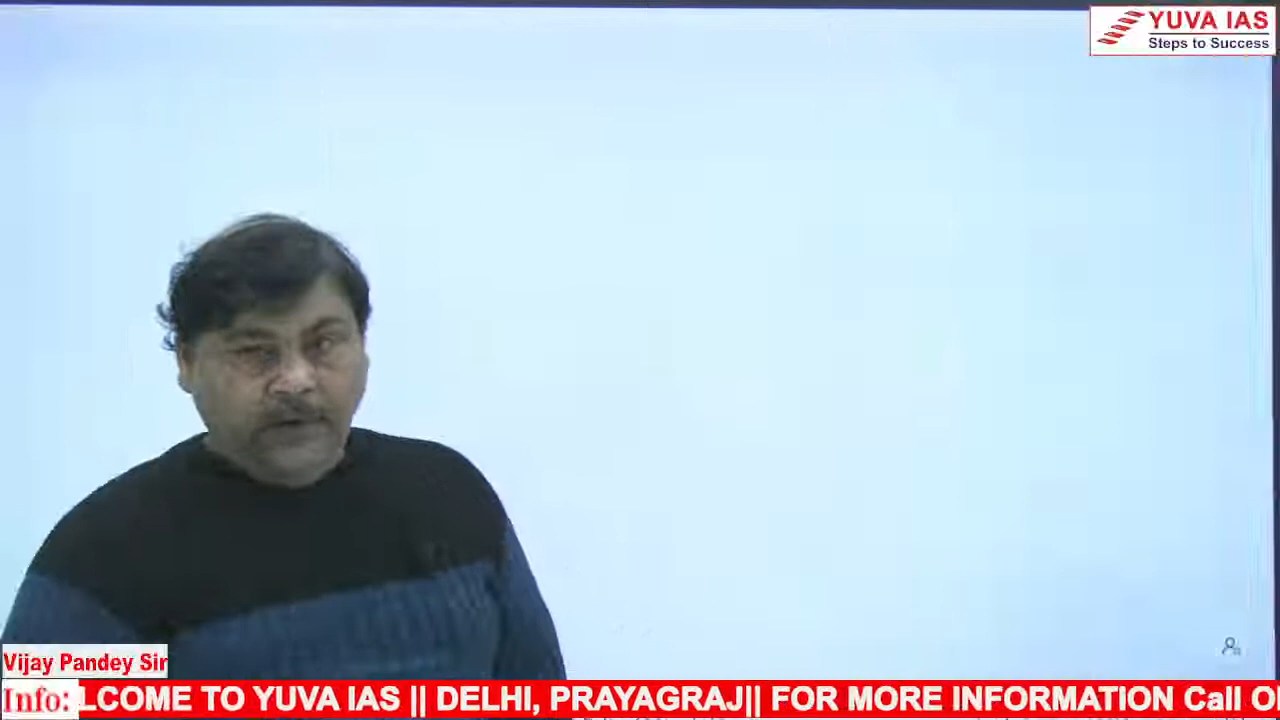 YUVA IAS
Steps to Success
Vijay Pandey Sir
Info: LCOME TO YUVA IAS || DELHI, PRAYAGRAJ|| FOR MORE INFORMATION Call